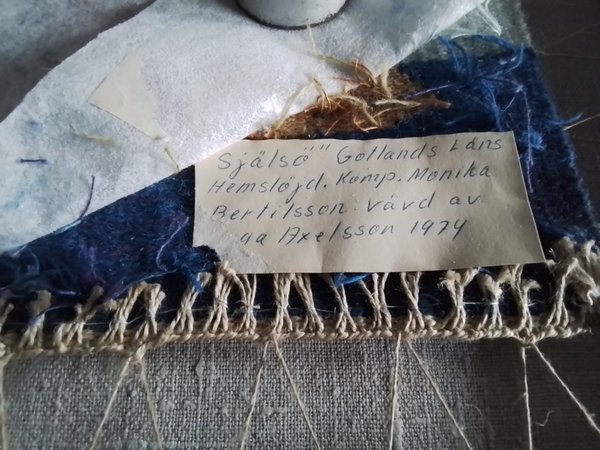 Själsö" Gotlands Läns
Hemslöjd. Komp. Monika
Bertilsson. vävd av
Axelsson 1974